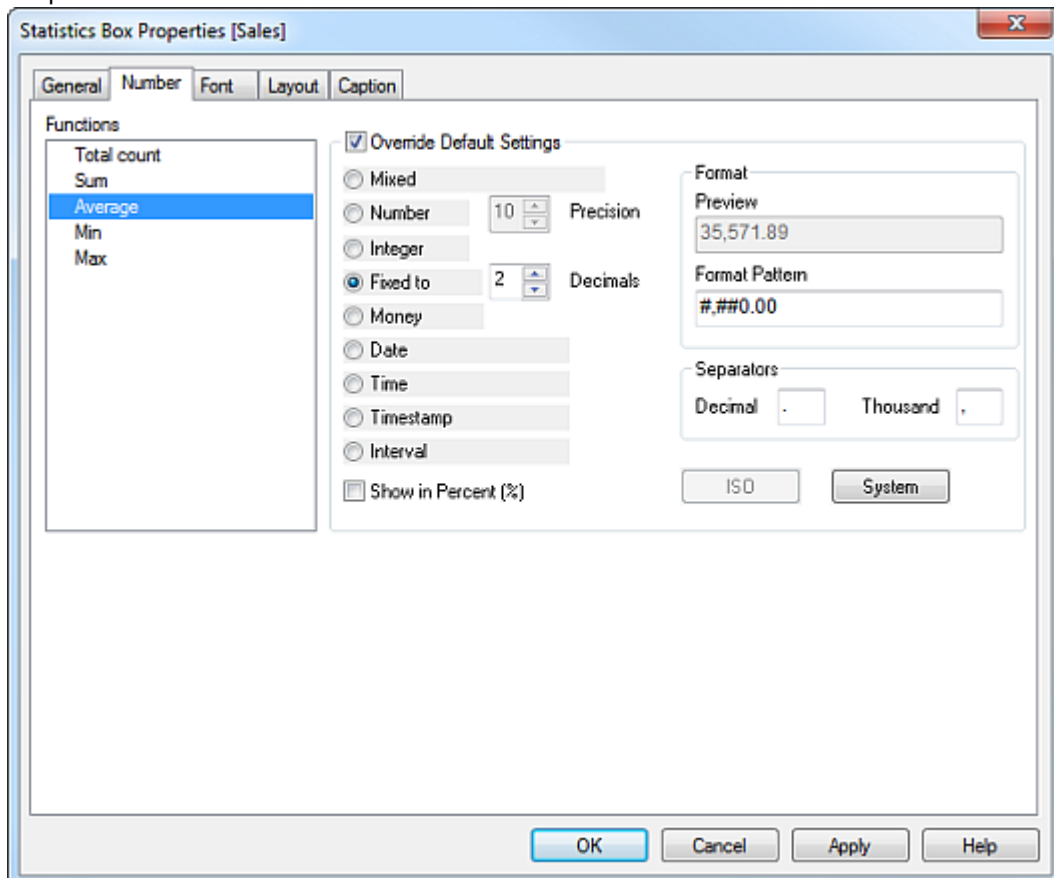 Statistics Box Properties [Sales]
General Number Font Layout Caption
Functions
Total count
Sum
Average
Min
Max
Override Default Settings
Mixed
Number 10 Precision
Integer
Fixed to 2 Decimals
Money
Date
Time
Timestamp
Interval
Show in Percent (%)
Format
Preview
35,571.89
Format Pattern
#,##0.00
Separators
Decimal . Thousand ,
ISO System
OK Cancel Apply Help